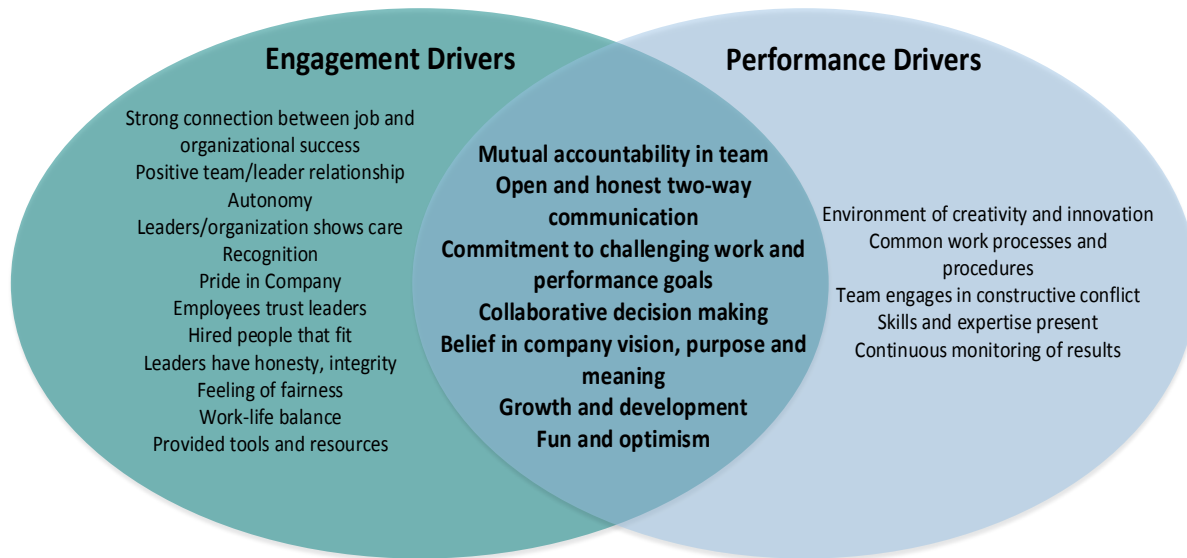 Engagement Drivers
Strong connection between job and
organizational success
Positive team/leader relationship
Autonomy
Leaders/organization shows care
Recognition
Pride in Company
Employees trust leaders
Hired people that fit
Leaders have honesty, integrity
Feeling of fairness
Work-life balance
Provided tools and resources
Mutual accountability in team
Open and honest two-way
communication
Commitment to challenging work and
performance goals
Collaborative decision making
Belief in company vision, purpose and
meaning
Growth and development
Fun and optimism
Performance Drivers
Environment of creativity and innovation
Common work processes and
procedures
Team engages in constructive conflict
Skills and expertise present
Continuous monitoring of results